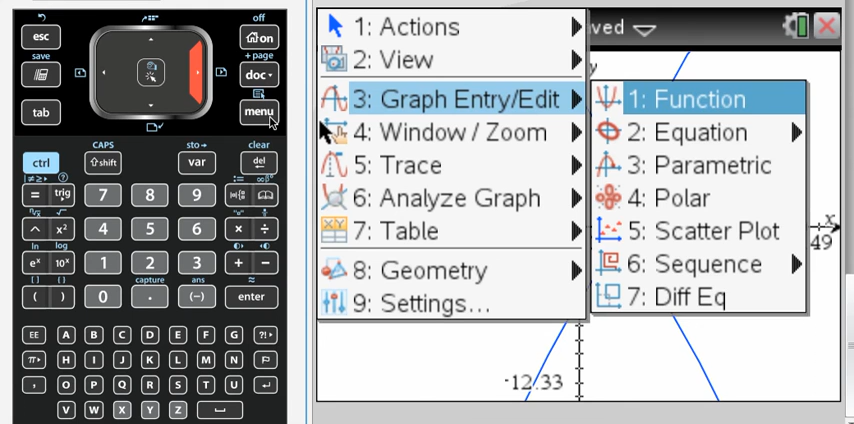 off
esc
on
save
+ page
doc
tab
menu
CAPS
sto→
clear
ctrl
⇧shift
var
del
= trig 7 8 9
^ x² 4 5 6 × ÷
ln log
eˣ 10ˣ 1 2 3 + −
capture ans ≈
( ) 0 . (−) enter
EE A B C D E F G ?!▸
π▸ H I J K L M N
, O P Q R S T U ↵
V W X Y Z
1: Actions
2: View
3: Graph Entry/Edit
4: Window / Zoom
5: Trace
6: Analyze Graph
7: Table
8: Geometry
9: Settings...
ved
y
1: Function
2: Equation
3: Parametric
4: Polar
5: Scatter Plot
6: Sequence
7: Diff Eq
x
49
-12.33